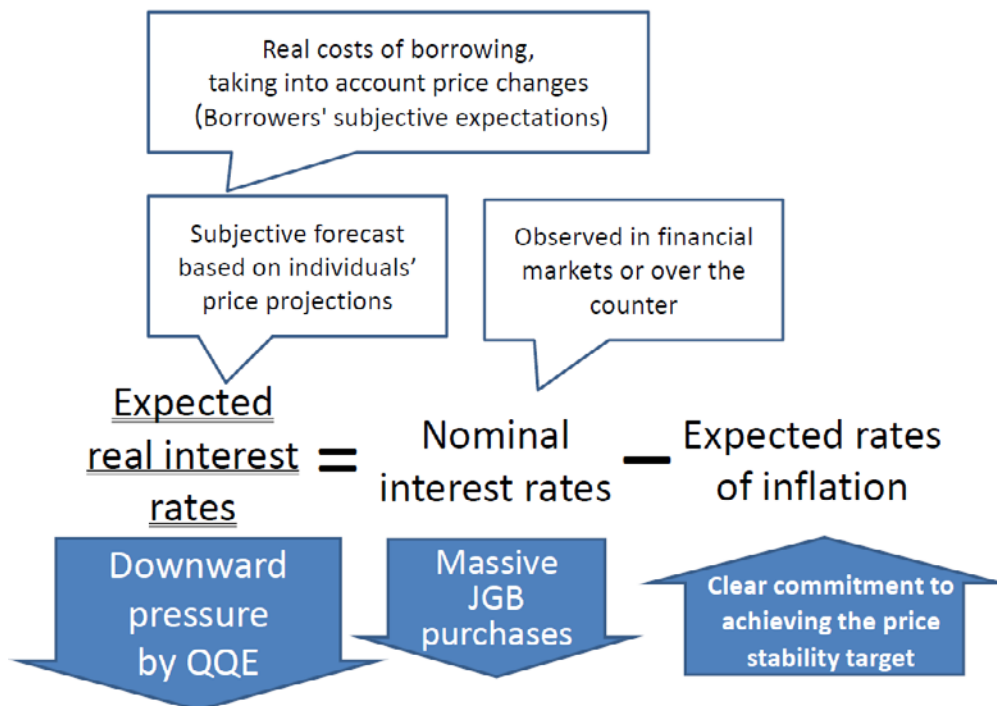 Real costs of borrowing,
taking into account price changes
(Borrowers' subjective expectations)
Subjective forecast
based on individuals’
price projections
Observed in financial
markets or over the
counter
Expected
real interest
rates
=
Nominal
interest rates
−
Expected rates
of inflation
Downward
pressure
by QQE
Massive
JGB
purchases
Clear commitment to
achieving the price
stability target